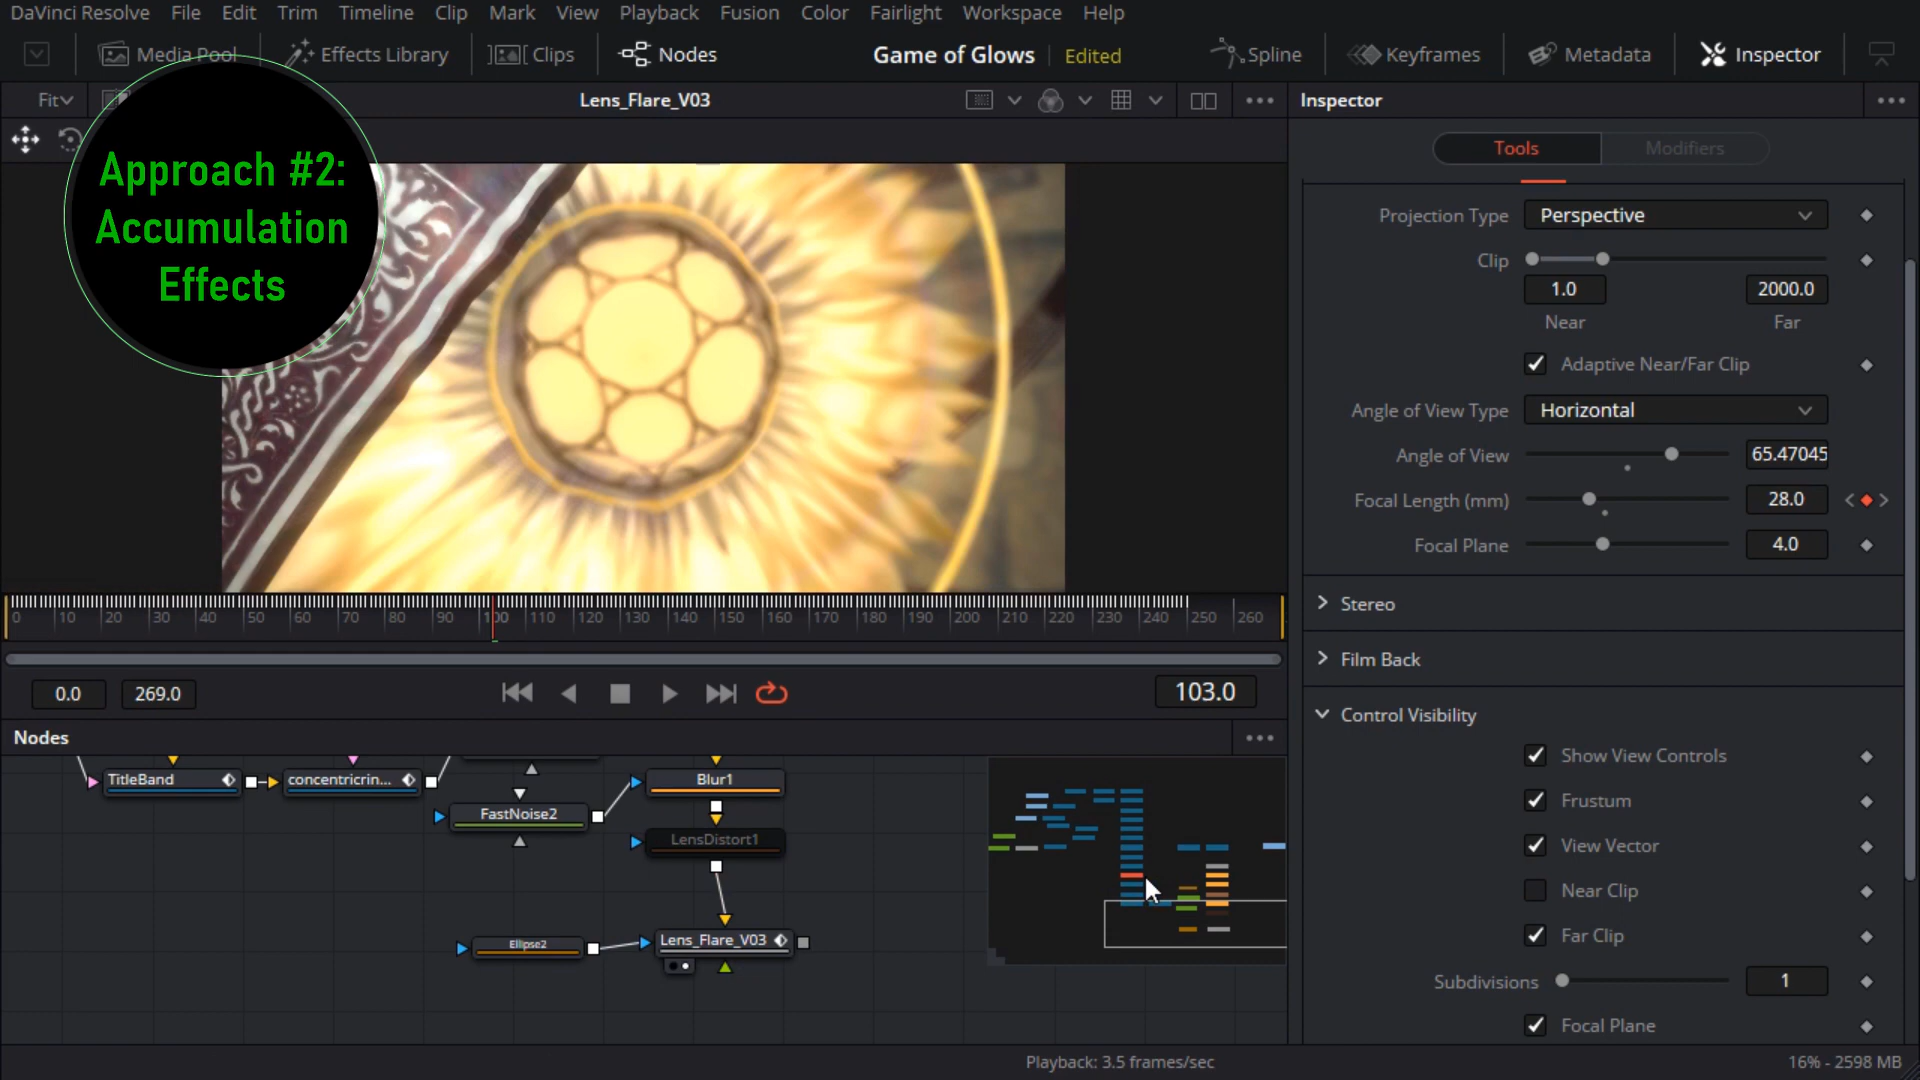 DaVinci Resolve File Edit Trim Timeline Clip Mark View Playback Fusion Color Fairlight Workspace Help
Media Pool Effects Library Clips Nodes Game of Glows Edited Spline Keyframes Metadata Inspector
Fit Lens_Flare_V03 Inspector
Approach #2:
Accumulation
Effects
Tools Modifiers
Projection Type Perspective
Clip
1.0 2000.0
Near Far
Adaptive Near/Far Clip
Angle of View Type Horizontal
Angle of View 65.47045
Focal Length (mm) 28.0
Focal Plane 4.0
Stereo
Film Back
Control Visibility
Show View Controls
Frustum
View Vector
Near Clip
Far Clip
Subdivisions 1
Focal Plane
0 10 20 30 40 50 60 70 80 90 100 110 120 130 140 150 160 170 180 190 200 210 220 230 240 250 260
0.0 269.0 103.0
Nodes
TitleBand concentricrin... Blur1
FastNoise2
LensDistort1
Ellipse2 Lens_Flare_V03
Playback: 3.5 frames/sec 16% - 2598 MB